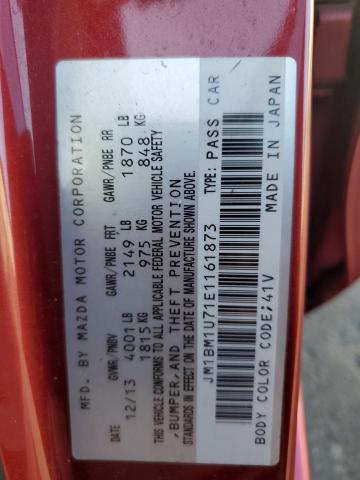 MFD. BY MAZDA MOTOR CORPORATION
DATE GVWR/PNBV GAWR/PNBE FRT GAWR/PNBE RR
12/13 4001 LB 2149 LB 1870 LB
1815 KG 975 KG 848 KG
THIS VEHICLE CONFORMS TO ALL APPLICABLE FEDERAL MOTOR VEHICLE SAFETY
,BUMPER,AND THEFT PREVENTION
STANDARDS IN EFFECT ON THE DATE OF MANUFACTURE SHOWN ABOVE.
JM1BM1U71E1161873 TYPE: PASS CAR
BODY COLOR CODE:41V MADE IN JAPAN